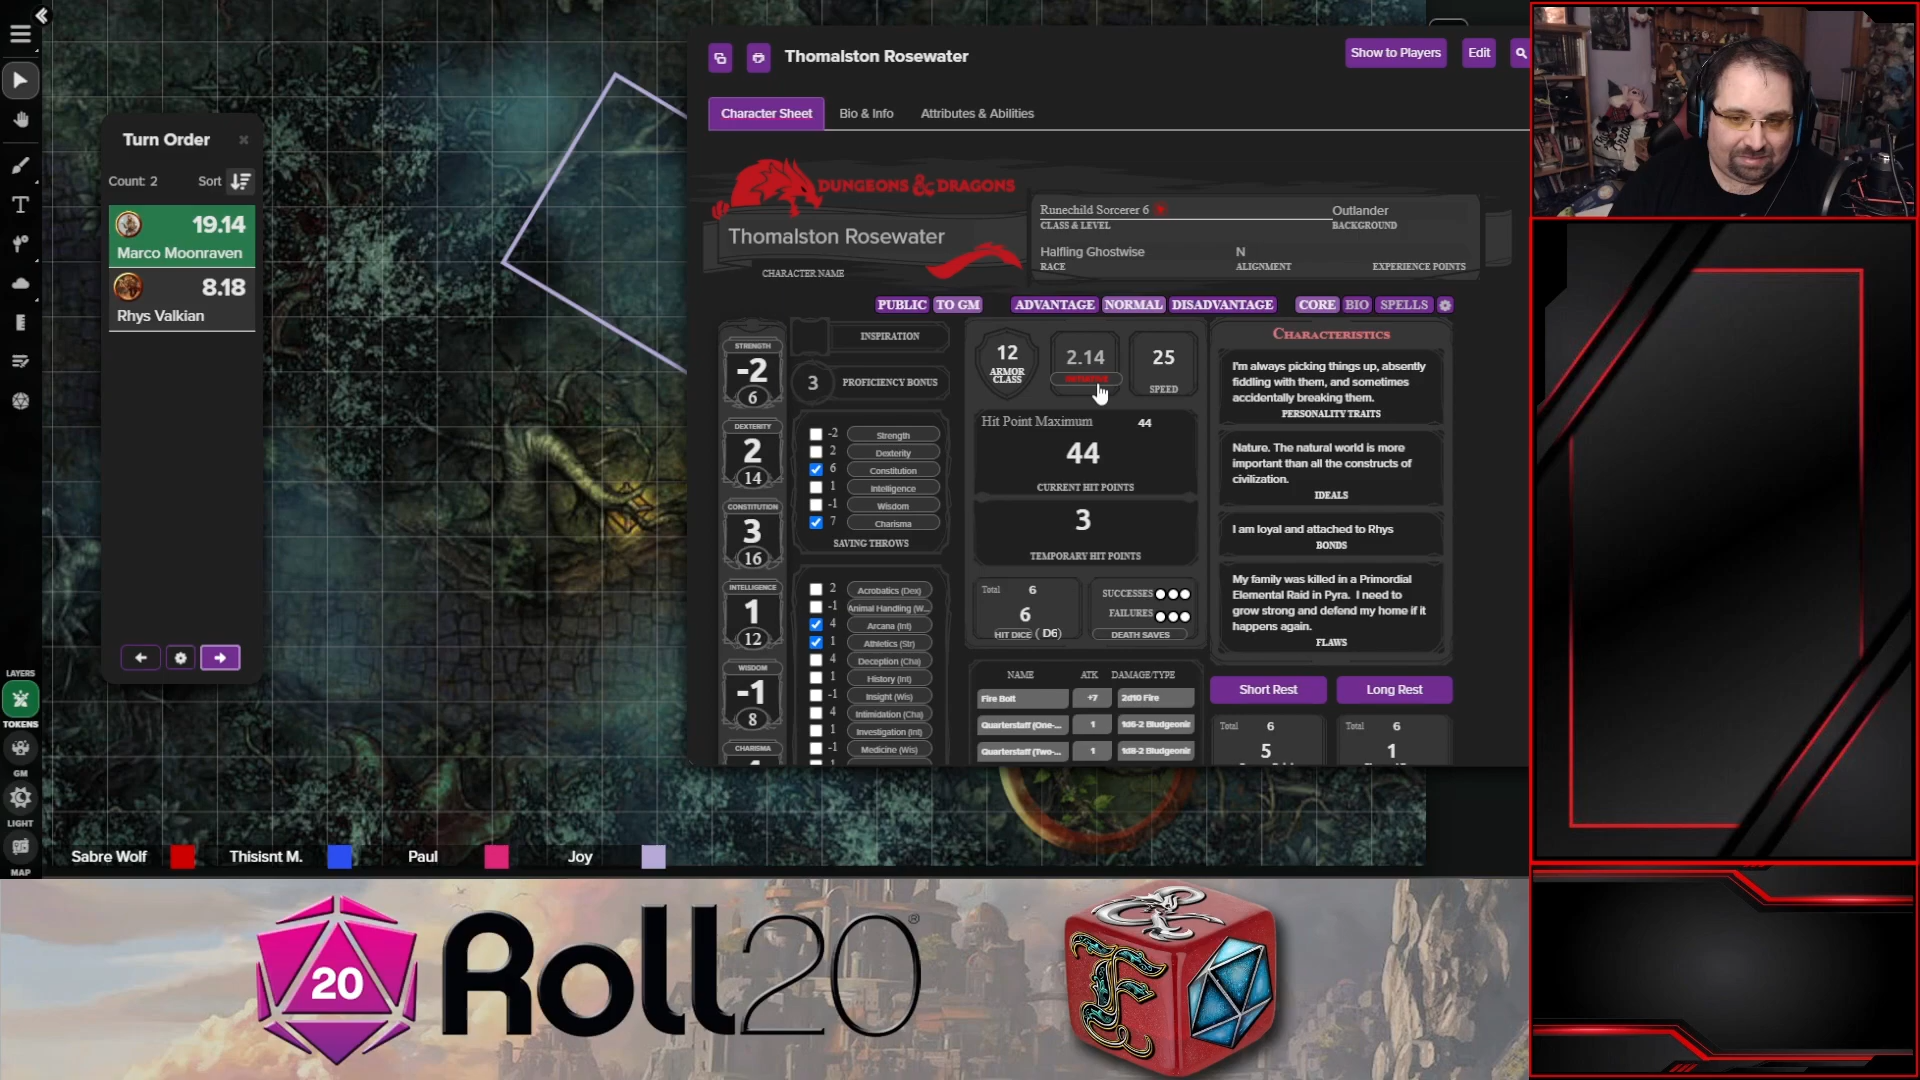 Thomalston Rosewater
Show to Players
Edit
Character Sheet
Bio & Info
Attributes & Abilities
Turn Order
Count: 2
Sort
19.14
Marco Moonraven
8.18
Rhys Valkian
DUNGEONS & DRAGONS
Thomalston Rosewater
CHARACTER NAME
Runechild Sorcerer 6
CLASS & LEVEL
Outlander
BACKGROUND
Halfling Ghostwise
RACE
N
ALIGNMENT
EXPERIENCE POINTS
PUBLIC
TO GM
ADVANTAGE
NORMAL
DISADVANTAGE
CORE
BIO
SPELLS
STRENGTH
-2
6
DEXTERITY
2
14
CONSTITUTION
3
16
INTELLIGENCE
1
12
WISDOM
-1
8
CHARISMA
INSPIRATION
3
PROFICIENCY BONUS
-2 Strength
2 Dexterity
6 Constitution
1 Intelligence
-1 Wisdom
7 Charisma
SAVING THROWS
2 Acrobatics (Dex)
-1 Animal Handling (W...
4 Arcana (Int)
1 Athletics (Str)
4 Deception (Cha)
1 History (Int)
-1 Insight (Wis)
4 Intimidation (Cha)
1 Investigation (Int)
-1 Medicine (Wis)
12
ARMOR
CLASS
2.14
INITIATIVE
25
SPEED
Hit Point Maximum 44
44
CURRENT HIT POINTS
3
TEMPORARY HIT POINTS
Total 6
6
HIT DICE ( D6)
SUCCESSES
FAILURES
DEATH SAVES
NAME ATK DAMAGE/TYPE
Fire Bolt +7 2d10 Fire
Quarterstaff (One-... 1 1d6-2 Bludgeonir
Quarterstaff (Two-... 1 1d8-2 Bludgeonir
CHARACTERISTICS
I'm always picking things up, absently
fiddling with them, and sometimes
accidentally breaking them.
PERSONALITY TRAITS
Nature. The natural world is more
important than all the constructs of
civilization.
IDEALS
I am loyal and attached to Rhys
BONDS
My family was killed in a Primordial
Elemental Raid in Pyra. I need to
grow strong and defend my home if it
happens again.
FLAWS
Short Rest
Long Rest
Total 6
5
Total 6
1
LAYERS
TOKENS
GM
LIGHT
MAP
Sabre Wolf
Thisisnt M.
Paul
Joy
20
Roll20®